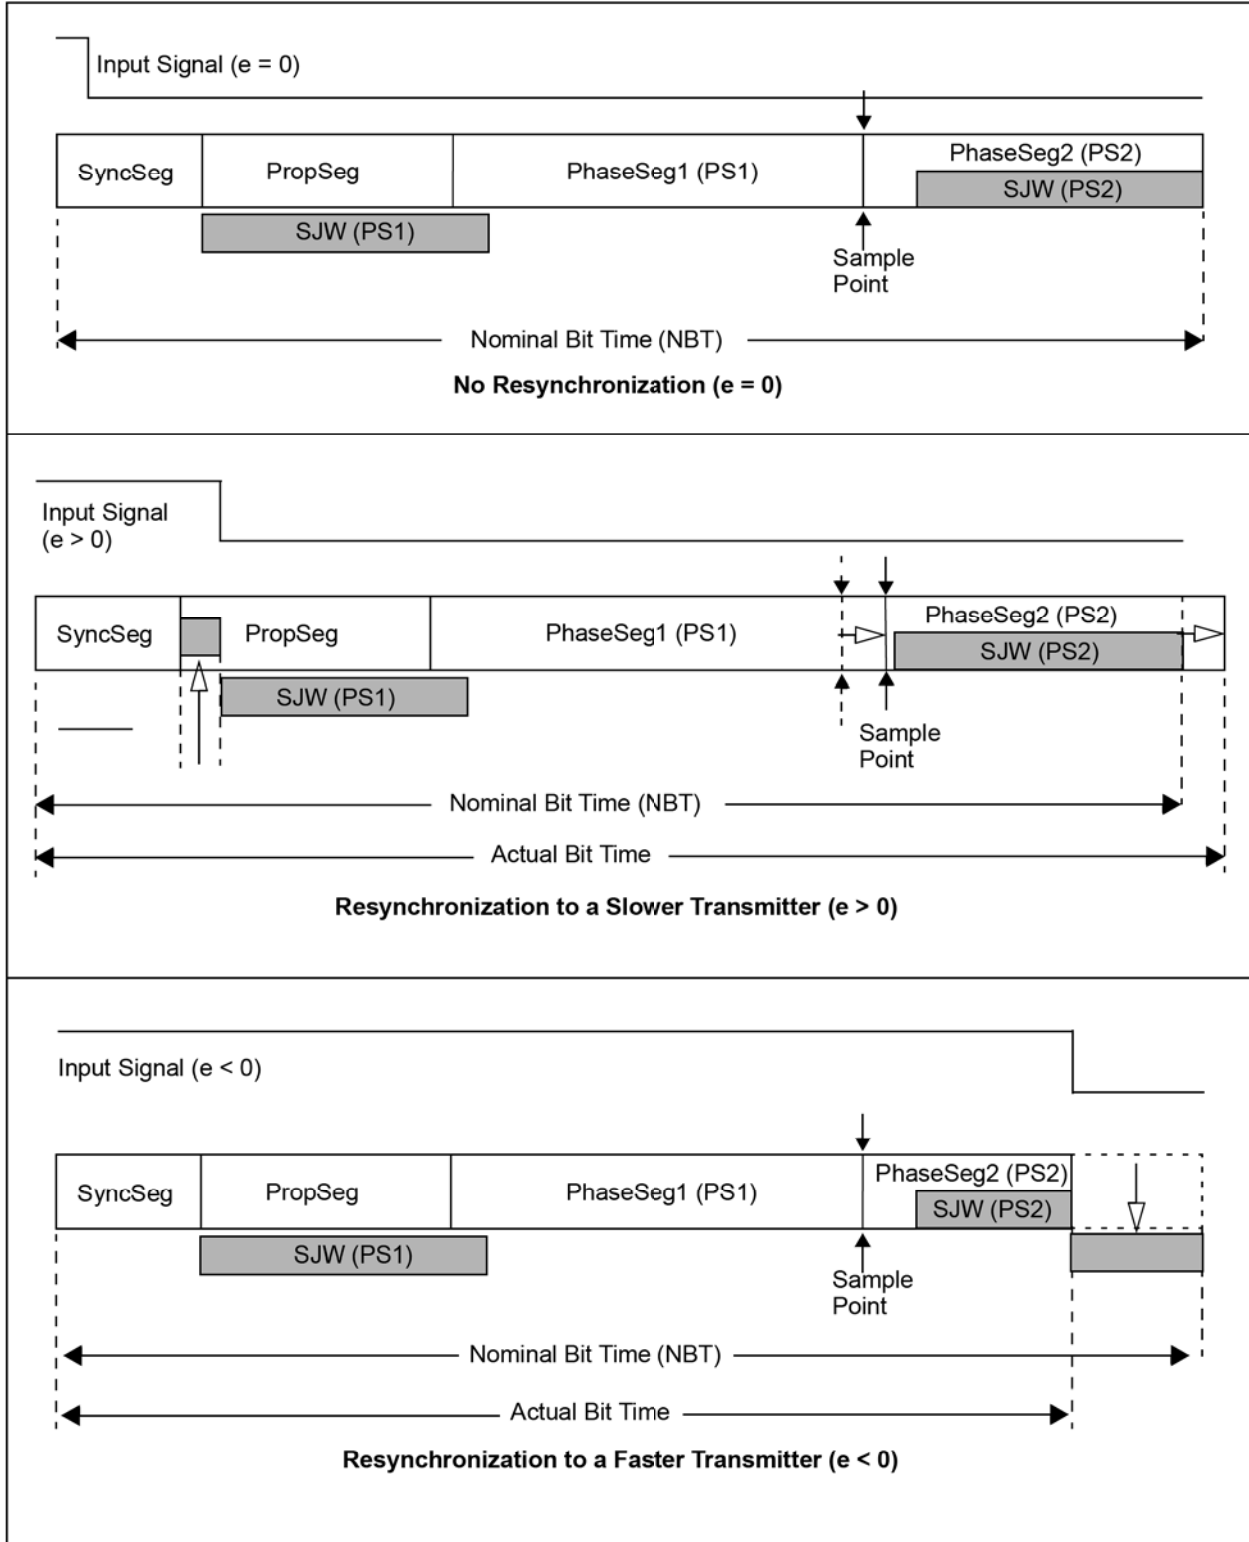 Input Signal (e = 0)
SyncSeg
PropSeg
PhaseSeg1 (PS1)
PhaseSeg2 (PS2)
SJW (PS2)
SJW (PS1)
Sample
Point
Nominal Bit Time (NBT)
No Resynchronization (e = 0)
Input Signal
(e > 0)
SyncSeg
PropSeg
PhaseSeg1 (PS1)
PhaseSeg2 (PS2)
SJW (PS2)
SJW (PS1)
Sample
Point
Nominal Bit Time (NBT)
Actual Bit Time
Resynchronization to a Slower Transmitter (e > 0)
Input Signal (e < 0)
SyncSeg
PropSeg
PhaseSeg1 (PS1)
PhaseSeg2 (PS2)
SJW (PS2)
SJW (PS1)
Sample
Point
Nominal Bit Time (NBT)
Actual Bit Time
Resynchronization to a Faster Transmitter (e < 0)